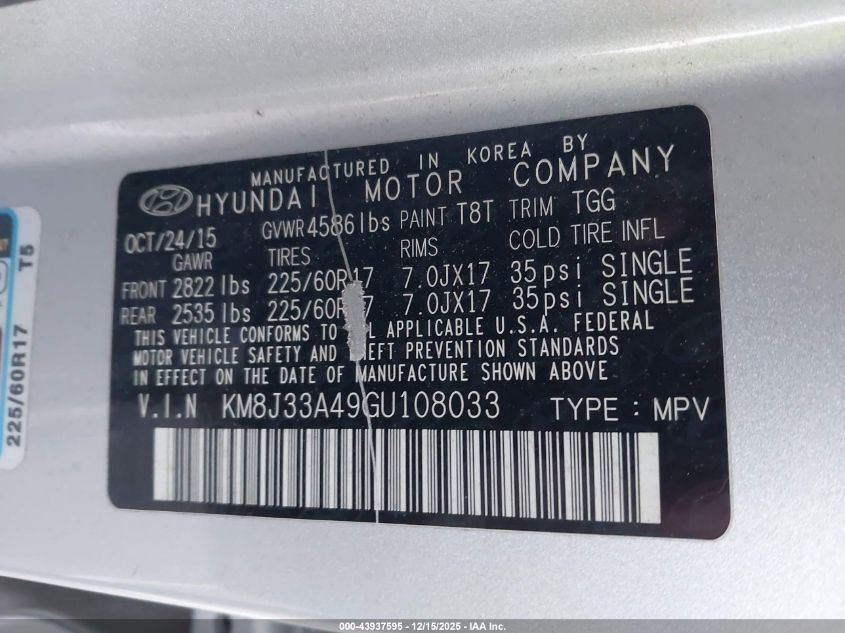 MANUFACTURED IN KOREA BY
HYUNDAI MOTOR COMPANY
OCT/24/15 GVWR 4586 lbs PAINT T8T TRIM TGG
GAWR TIRES RIMS COLD TIRE INFL
FRONT 2822 lbs 225/60R17 7.0JX17 35psi SINGLE
REAR 2535 lbs 225/60R17 7.0JX17 35psi SINGLE
THIS VEHICLE CONFORMS TO APPLICABLE U.S.A. FEDERAL
MOTOR VEHICLE SAFETY AND THEFT PREVENTION STANDARDS
IN EFFECT ON THE DATE OF MANUFACTURE SHOWN ABOVE.
V.I.N KM8J33A49GU108033 TYPE : MPV
225/60R17 T5
000-43937595 - 12/15/2025 - IAA Inc.